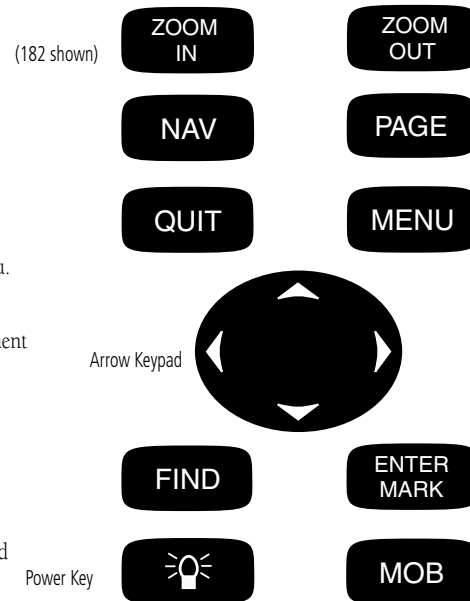 (182 shown)
ZOOM
IN
ZOOM
OUT
NAV
PAGE
QUIT
MENU
Arrow Keypad
FIND
ENTER
MARK
Power Key
MOB